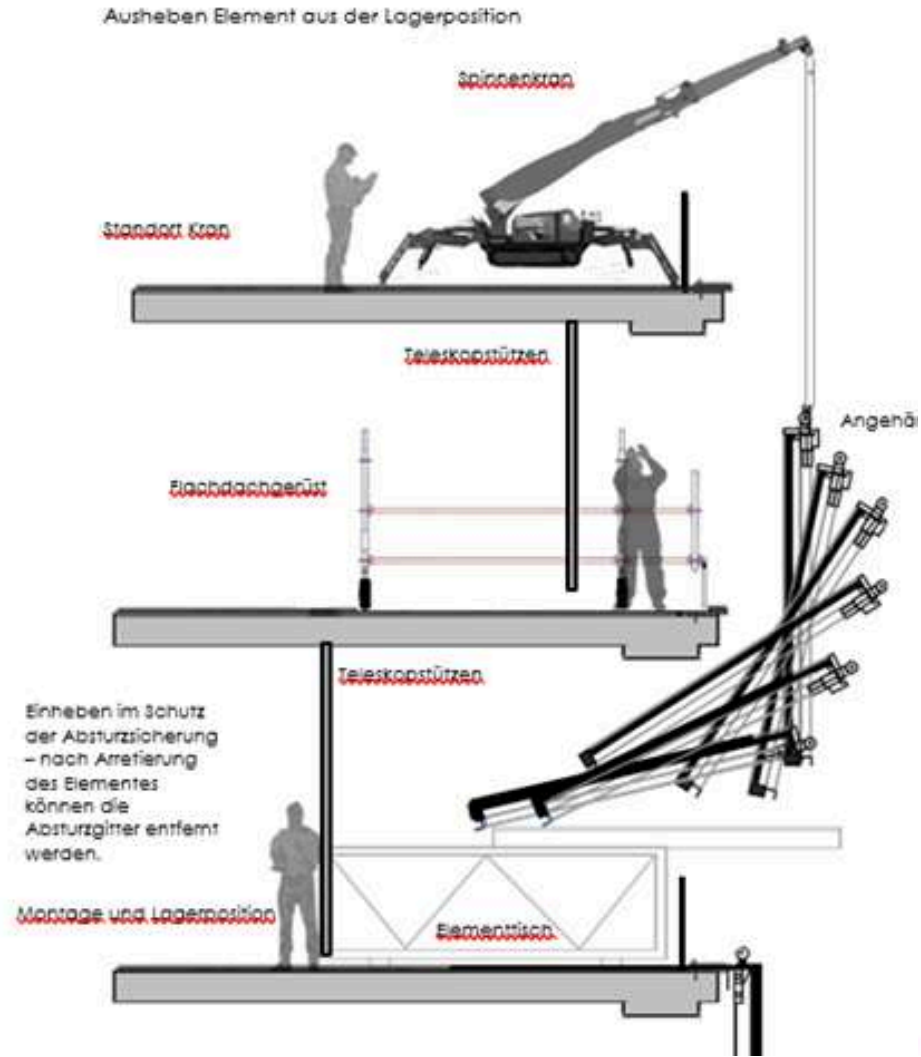 Ausheben Element aus der Lagerposition
Spinnenkran
Standort Kran
Teleskopstützen
Angehä
Flachdachgerüst
Teleskopstützen
Einheben im Schutz
der Absturzsicherung
– nach Arretierung
des Elementes
können die
Absturzgitter entfernt
werden.
Montage und Lagerposition
Elementtisch